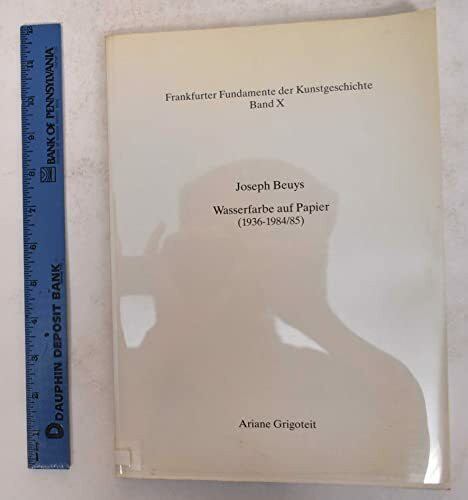 Frankfurter Fundamente der Kunstgeschichte
Band X
Joseph Beuys
Wasserfarbe auf Papier
(1936-1984/85)
Ariane Grigoteit
BANK OF PENNSYLVANIA
DAUPHIN DEPOSIT BANK